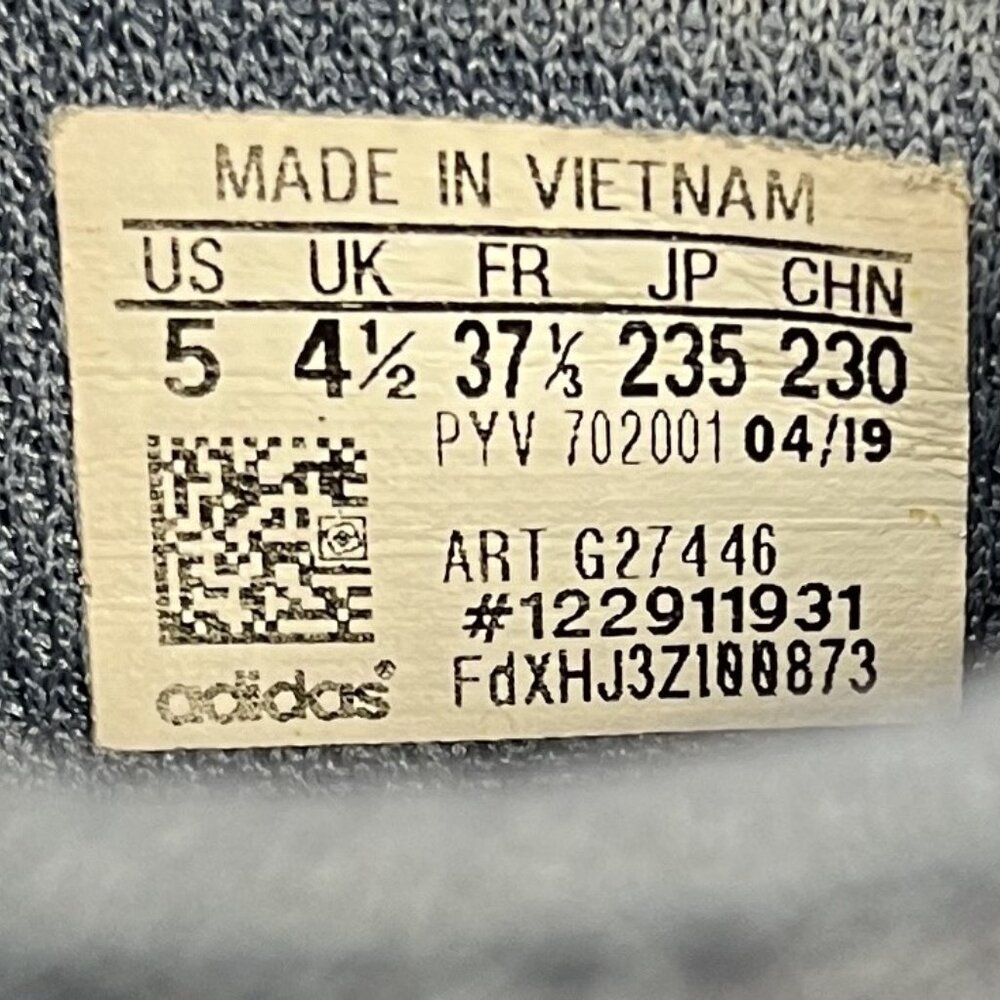 MADE IN VIETNAM
US UK FR JP CHN
5 4½ 37⅓ 235 230
PYV 702001 04/19
ART G27446
#122911931
FdXHJ3Zl00873
adidas®